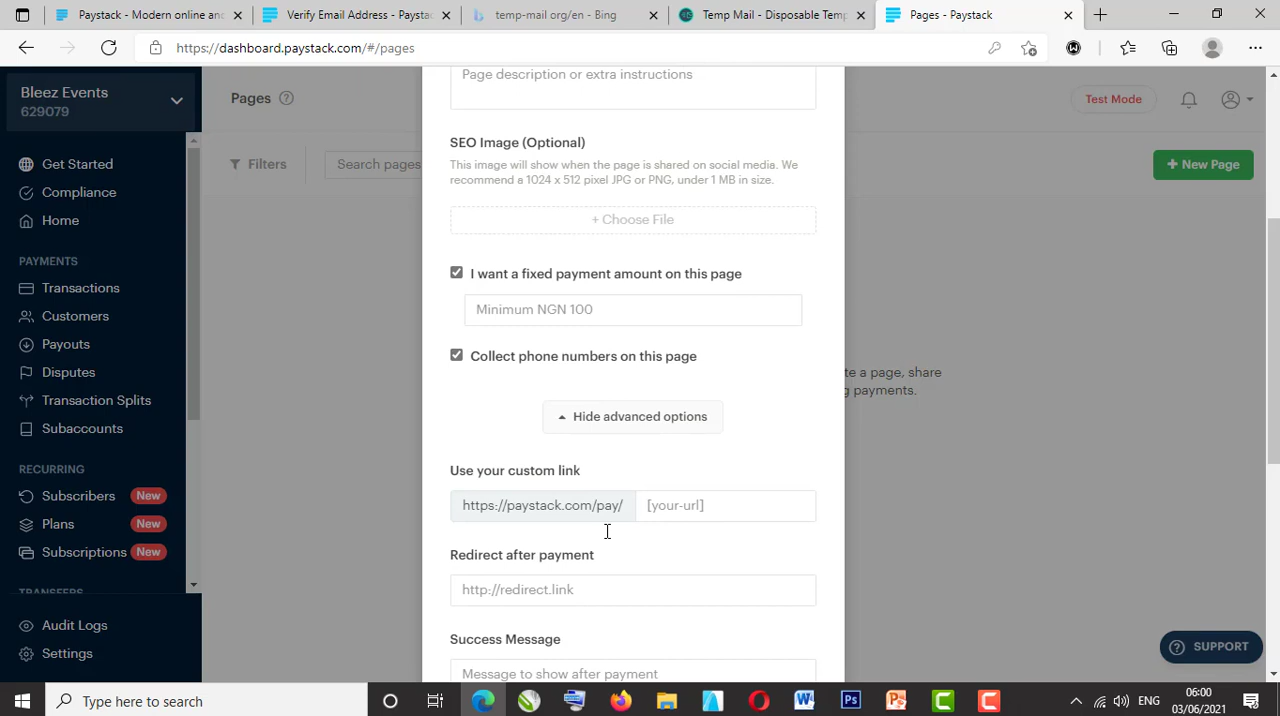 Paystack - Modern online and
Verify Email Address - Paystack
temp-mail org/en - Bing
Temp Mail - Disposable Temp
Pages - Paystack
https://dashboard.paystack.com/#/pages
Bleez Events
629079
Pages
Test Mode
Page description or extra instructions
Get Started
Compliance
Home
Filters
Search pages
+ New Page
SEO Image (Optional)
This image will show when the page is shared on social media. We
recommend a 1024 x 512 pixel JPG or PNG, under 1 MB in size.
+ Choose File
PAYMENTS
Transactions
Customers
Payouts
Disputes
Transaction Splits
Subaccounts
I want a fixed payment amount on this page
Minimum NGN 100
Collect phone numbers on this page
te a page, share
g payments.
Hide advanced options
RECURRING
Subscribers New
Plans New
Subscriptions New
Use your custom link
https://paystack.com/pay/ [your-url]
Redirect after payment
http://redirect.link
TRANSFERS
Audit Logs
Settings
Success Message
Message to show after payment
SUPPORT
Type here to search
ENG
06:00
03/06/2021